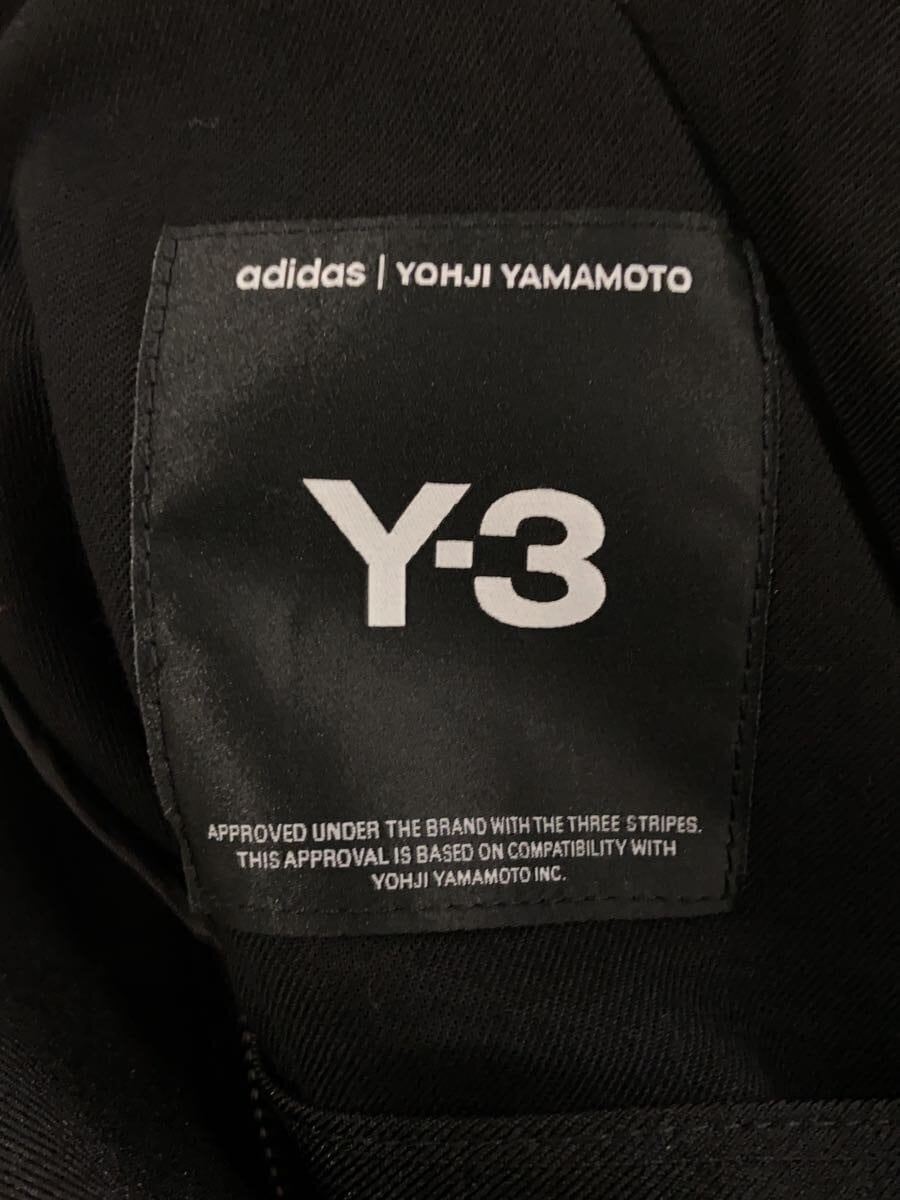 adidas | YOHJI YAMAMOTO
Y-3
APPROVED UNDER THE BRAND WITH THE THREE STRIPES.
THIS APPROVAL IS BASED ON COMPATIBILITY WITH
YOHJI YAMAMOTO INC.